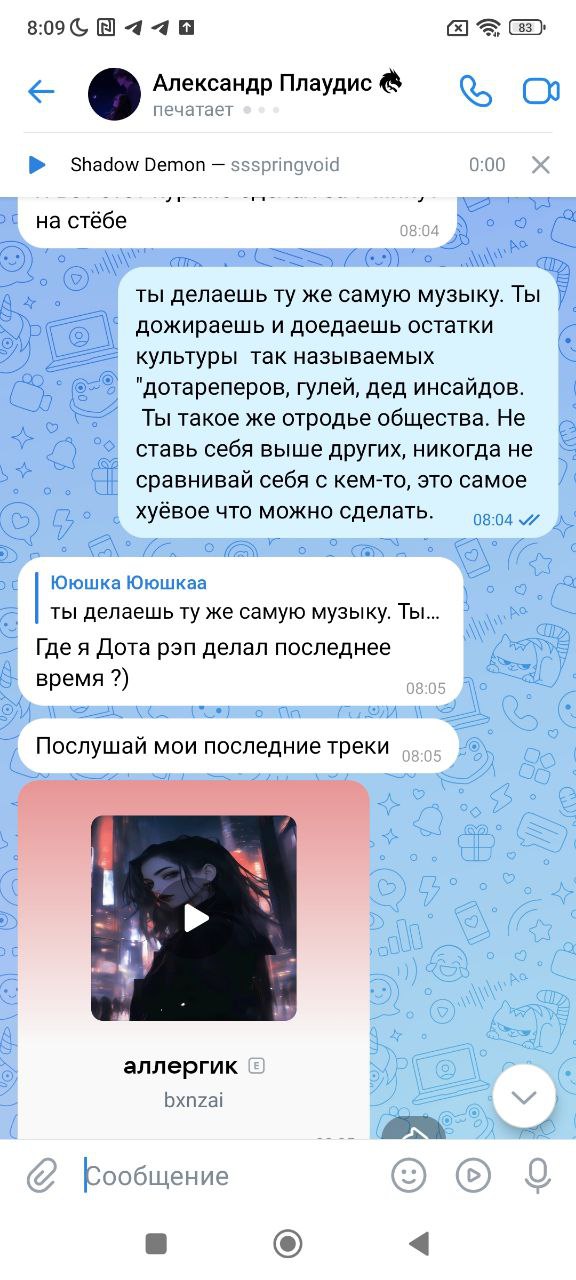 8:09
83
Александр Плаудис
печатает
Shadow Demon — ssspringvoid
0:00
на стёбе
08:04
ты делаешь ту же самую музыку. Ты
дожираешь и доедаешь остатки
культуры так называемых
"дотареперов, гулей, дед инсайдов.
Ты такое же отродье общества. Не
ставь себя выше других, никогда не
сравнивай себя с кем-то, это самое
хуёвое что можно сделать.
08:04
Ююшка Ююшкаа
ты делаешь ту же самую музыку. Ты...
Где я Дота рэп делал последнее
время ?)
08:05
Послушай мои последние треки
08:05
аллергик E
bxnzai
Сообщение